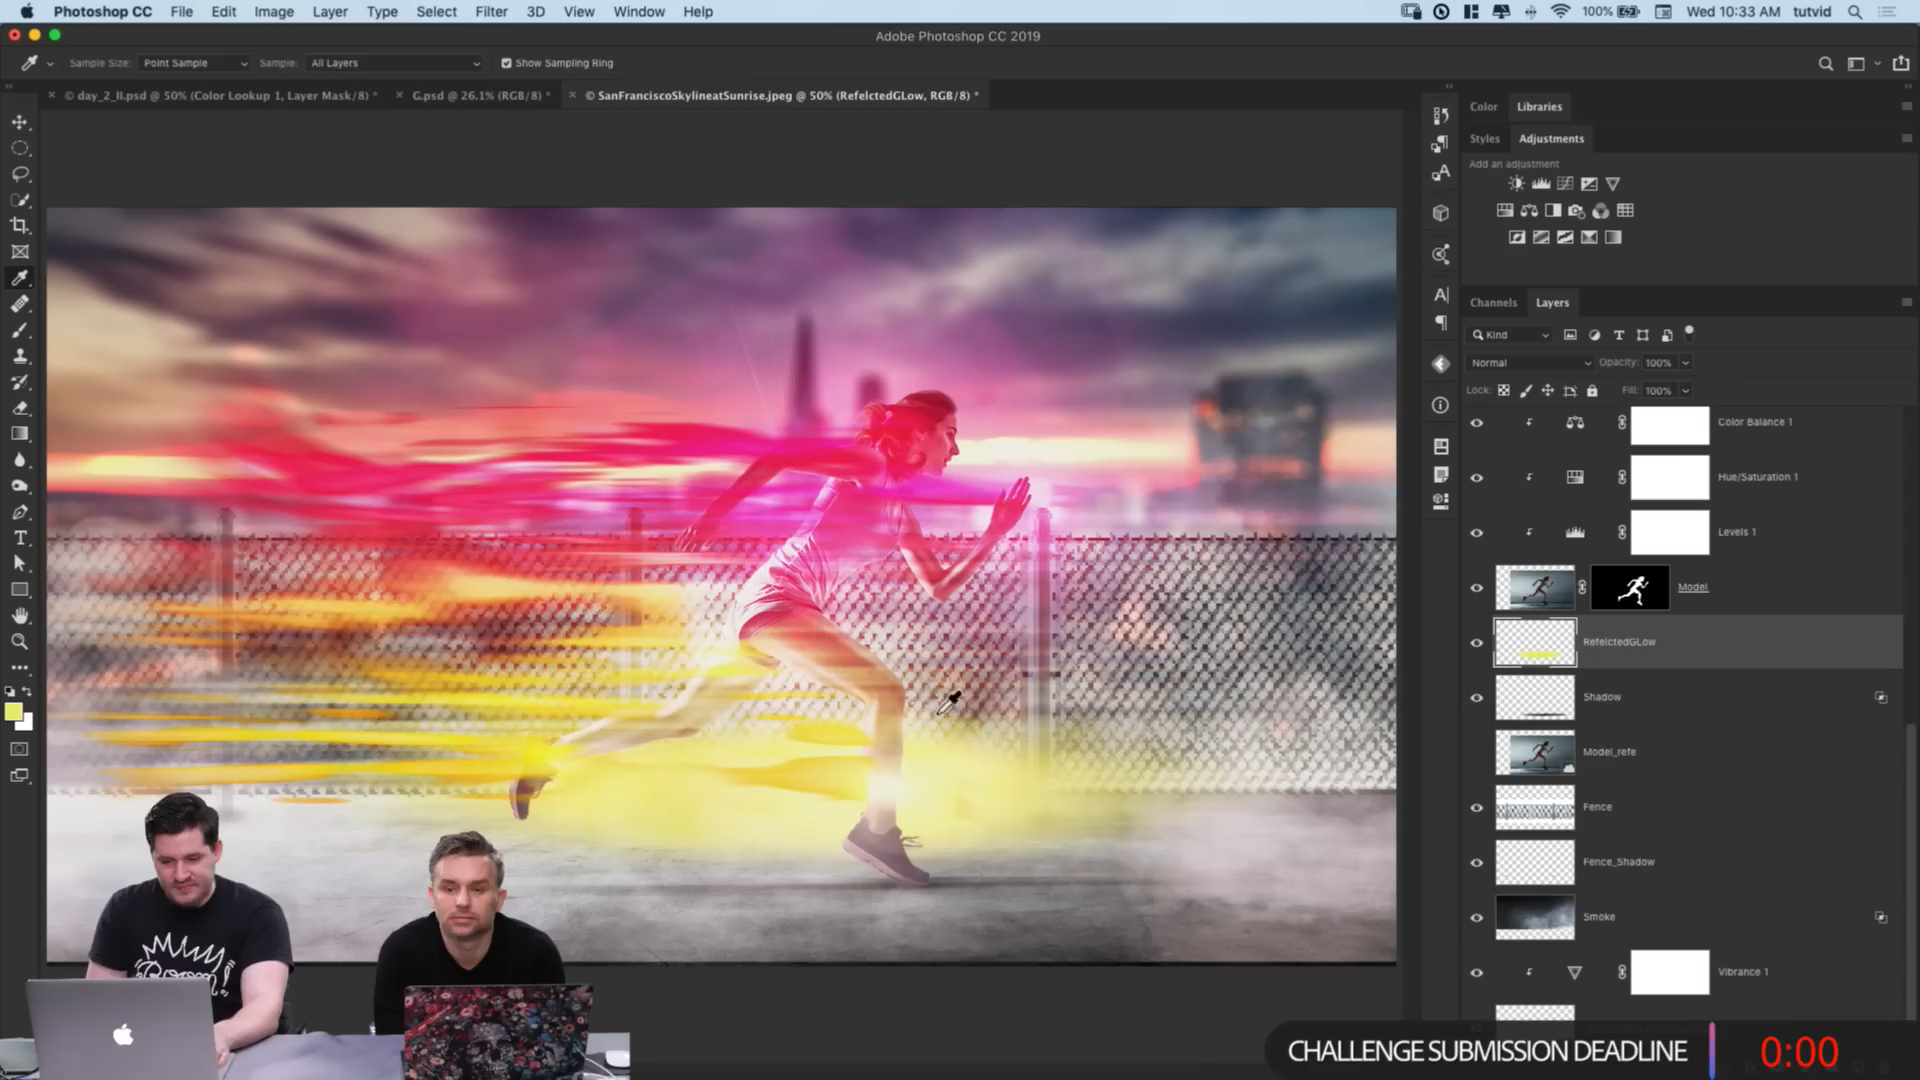 Photoshop CC File Edit Image Layer Type Select Filter 3D View Window Help 100% Wed 10:33 AM tutvid
Adobe Photoshop CC 2019
Sample Size: Point Sample Sample: All Layers Show Sampling Ring
© day_2_II.psd @ 50% (Color Lookup 1, Layer Mask/8) * G.psd @ 26.1% (RGB/8) * © SanFranciscoSkylineatSunrise.jpeg @ 50% (RefelctedGLow, RGB/8) *
Color Libraries
Styles Adjustments
Add an adjustment
Channels Layers
Kind
Normal Opacity: 100%
Lock: Fill: 100%
Color Balance 1
Hue/Saturation 1
Levels 1
Model
RefelctedGLow
Shadow
Model_refe
Fence
Fence_Shadow
Smoke
Vibrance 1
Boom!
CHALLENGE SUBMISSION DEADLINE 0:00